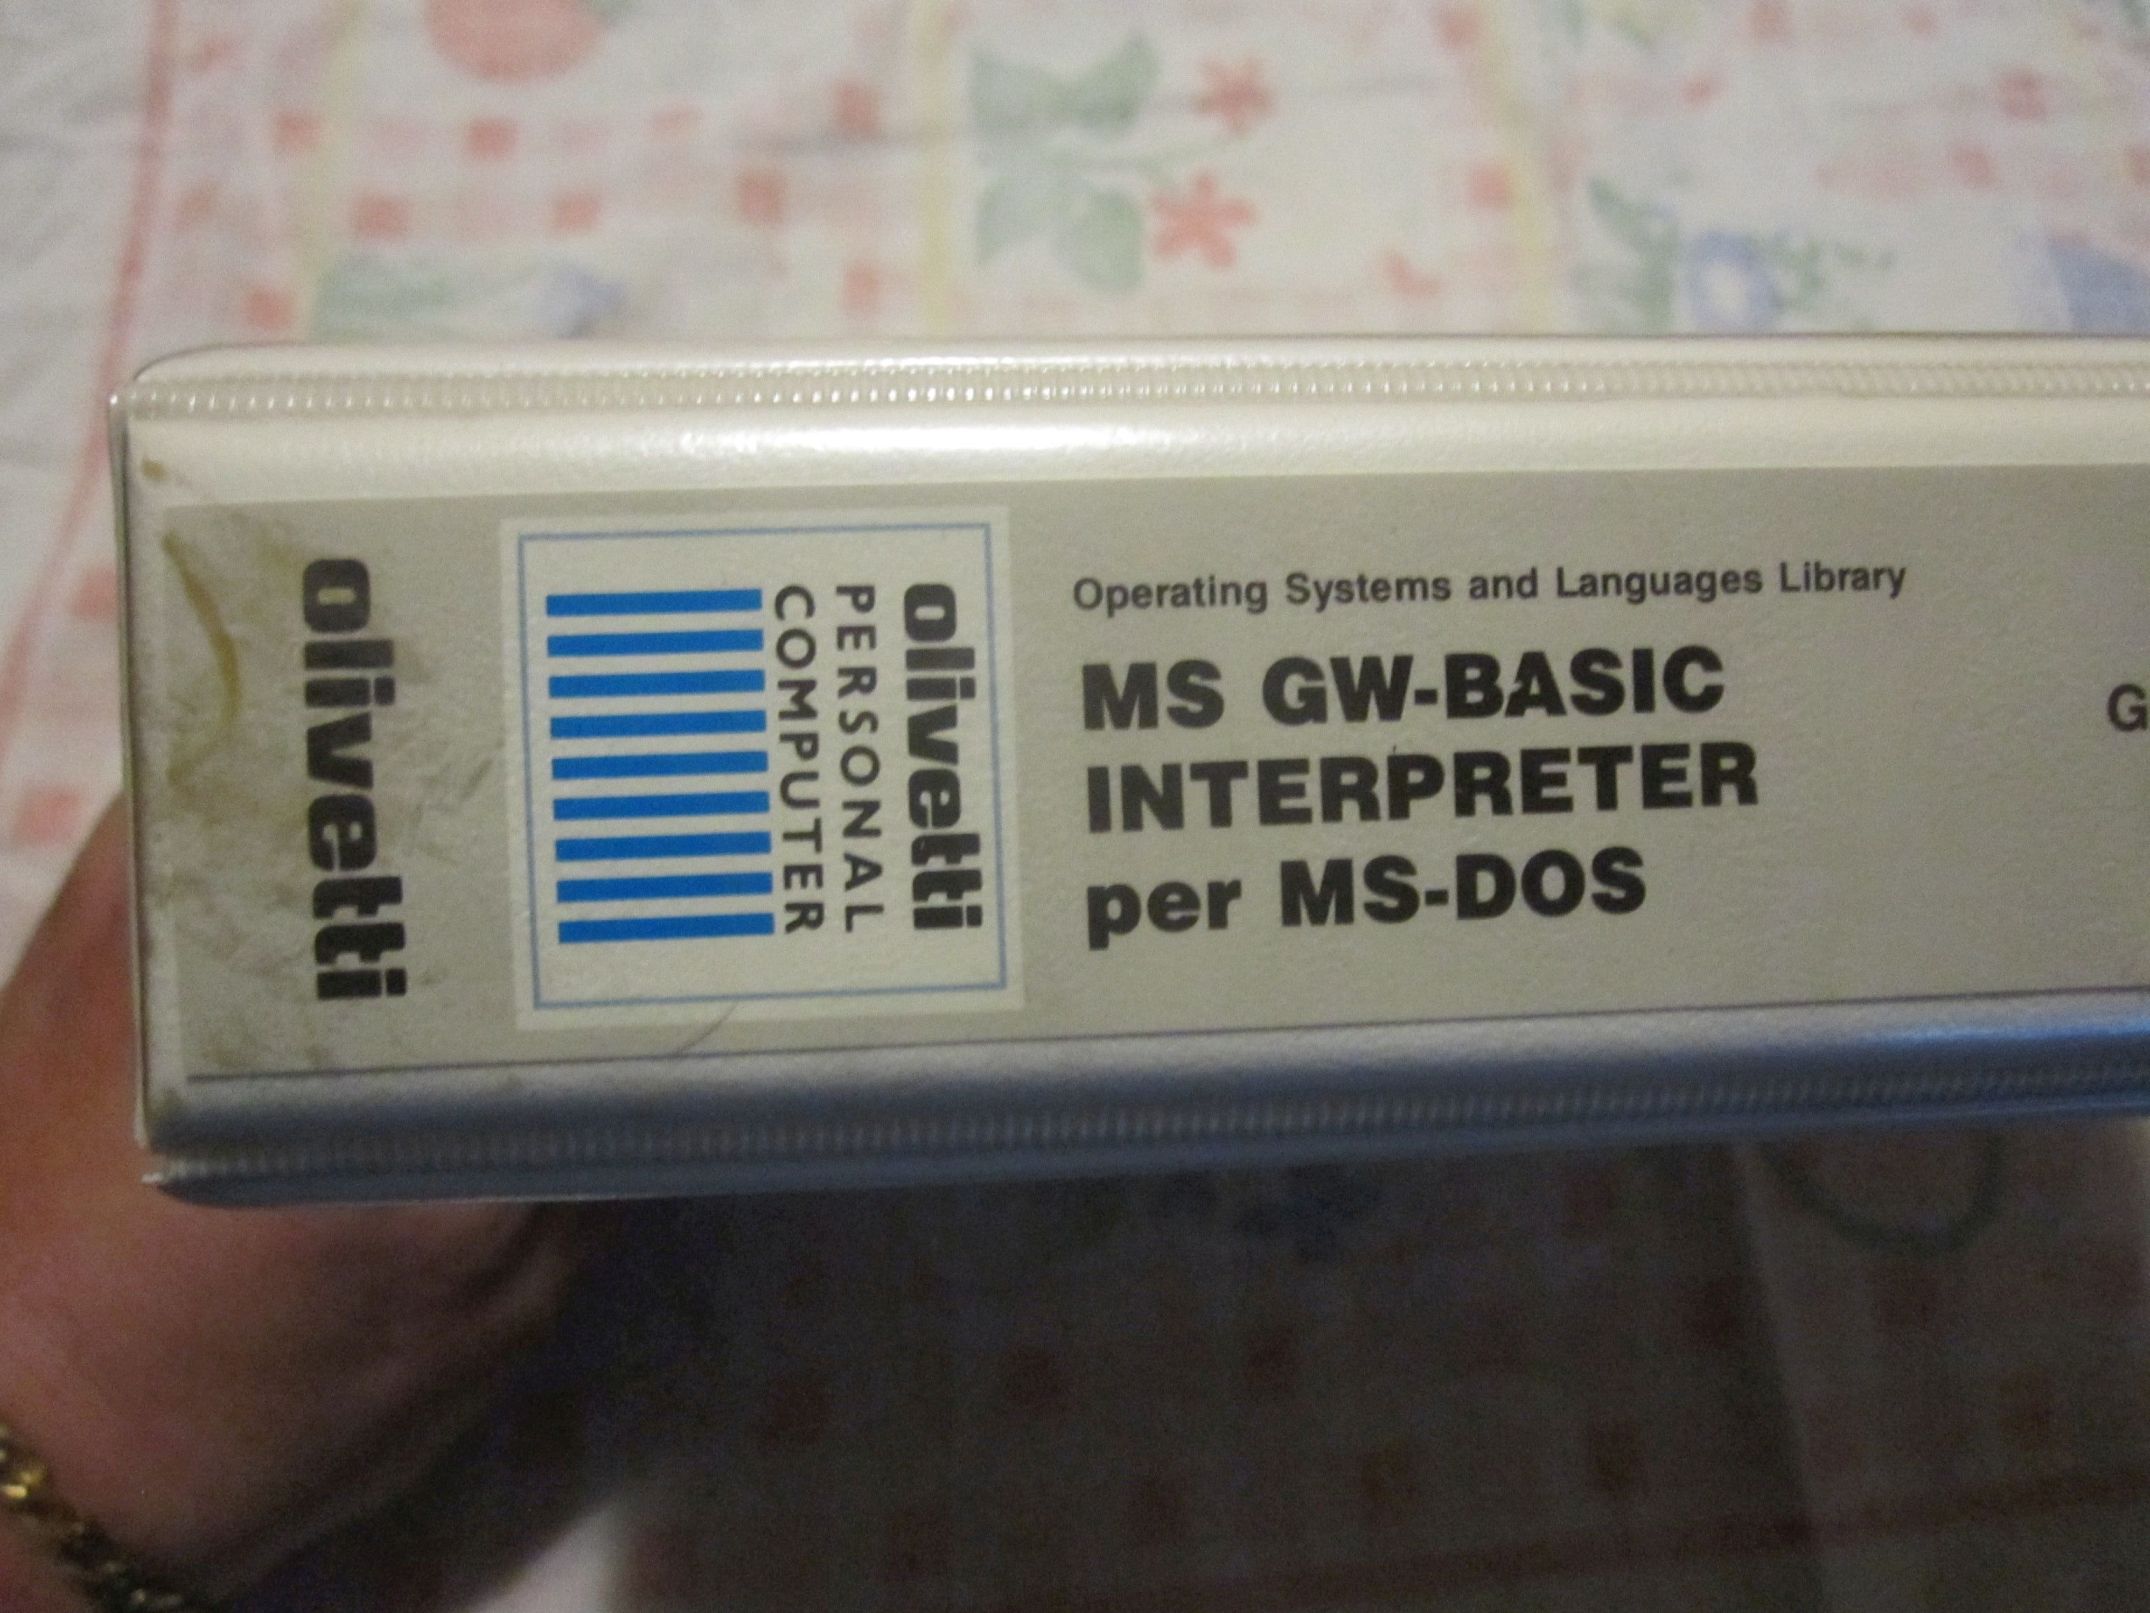 olivetti
olivetti
PERSONAL
COMPUTER
Operating Systems and Languages Library
MS GW-BASIC
INTERPRETER
per MS-DOS
G